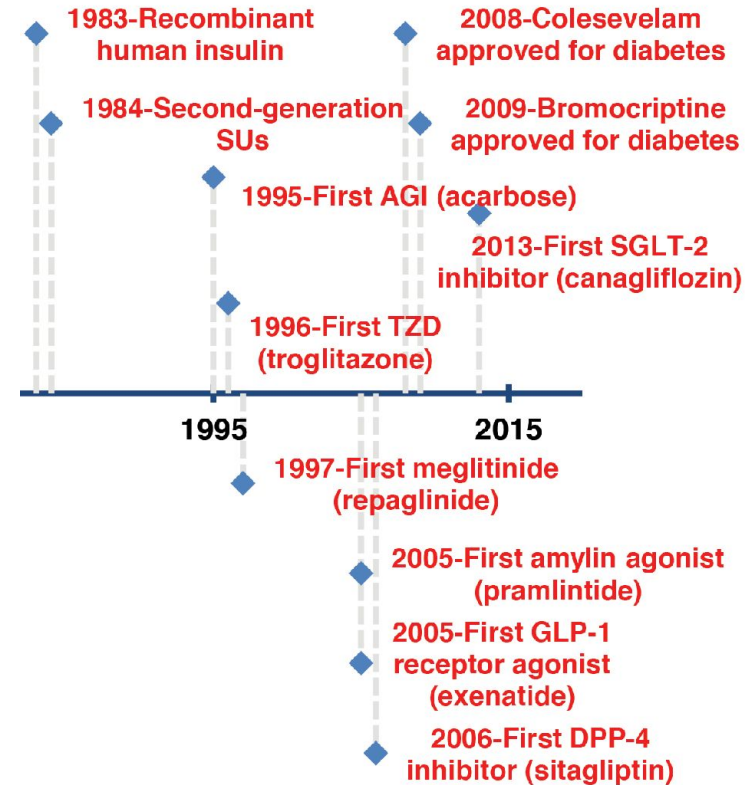 1983-Recombinant
human insulin
1984-Second-generation
SUs
1995-First AGI (acarbose)
1996-First TZD
(troglitazone)
2008-Colesevelam
approved for diabetes
2009-Bromocriptine
approved for diabetes
2013-First SGLT-2
inhibitor (canagliflozin)
1995
2015
1997-First meglitinide
(repaglinide)
2005-First amylin agonist
(pramlintide)
2005-First GLP-1
receptor agonist
(exenatide)
2006-First DPP-4
inhibitor (sitagliptin)